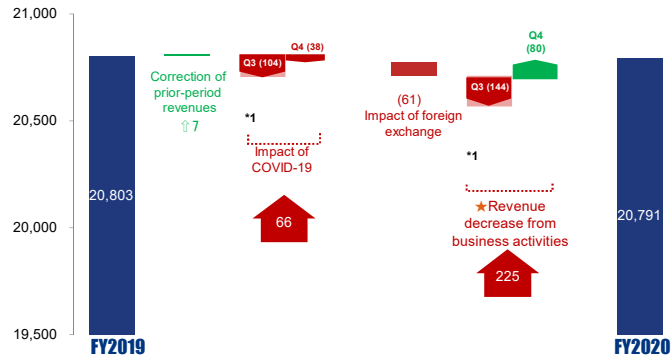 21,000
20,500
20,000
19,500
20,803
FY2019
Correction of
prior-period
revenues
⇧7
Q3 (104)
Q4 (38)
*1
Impact of
COVID-19
66
(61)
Impact of foreign
exchange
Q3 (144)
Q4
(80)
*1
★Revenue
decrease from
business activities
225
20,791
FY2020